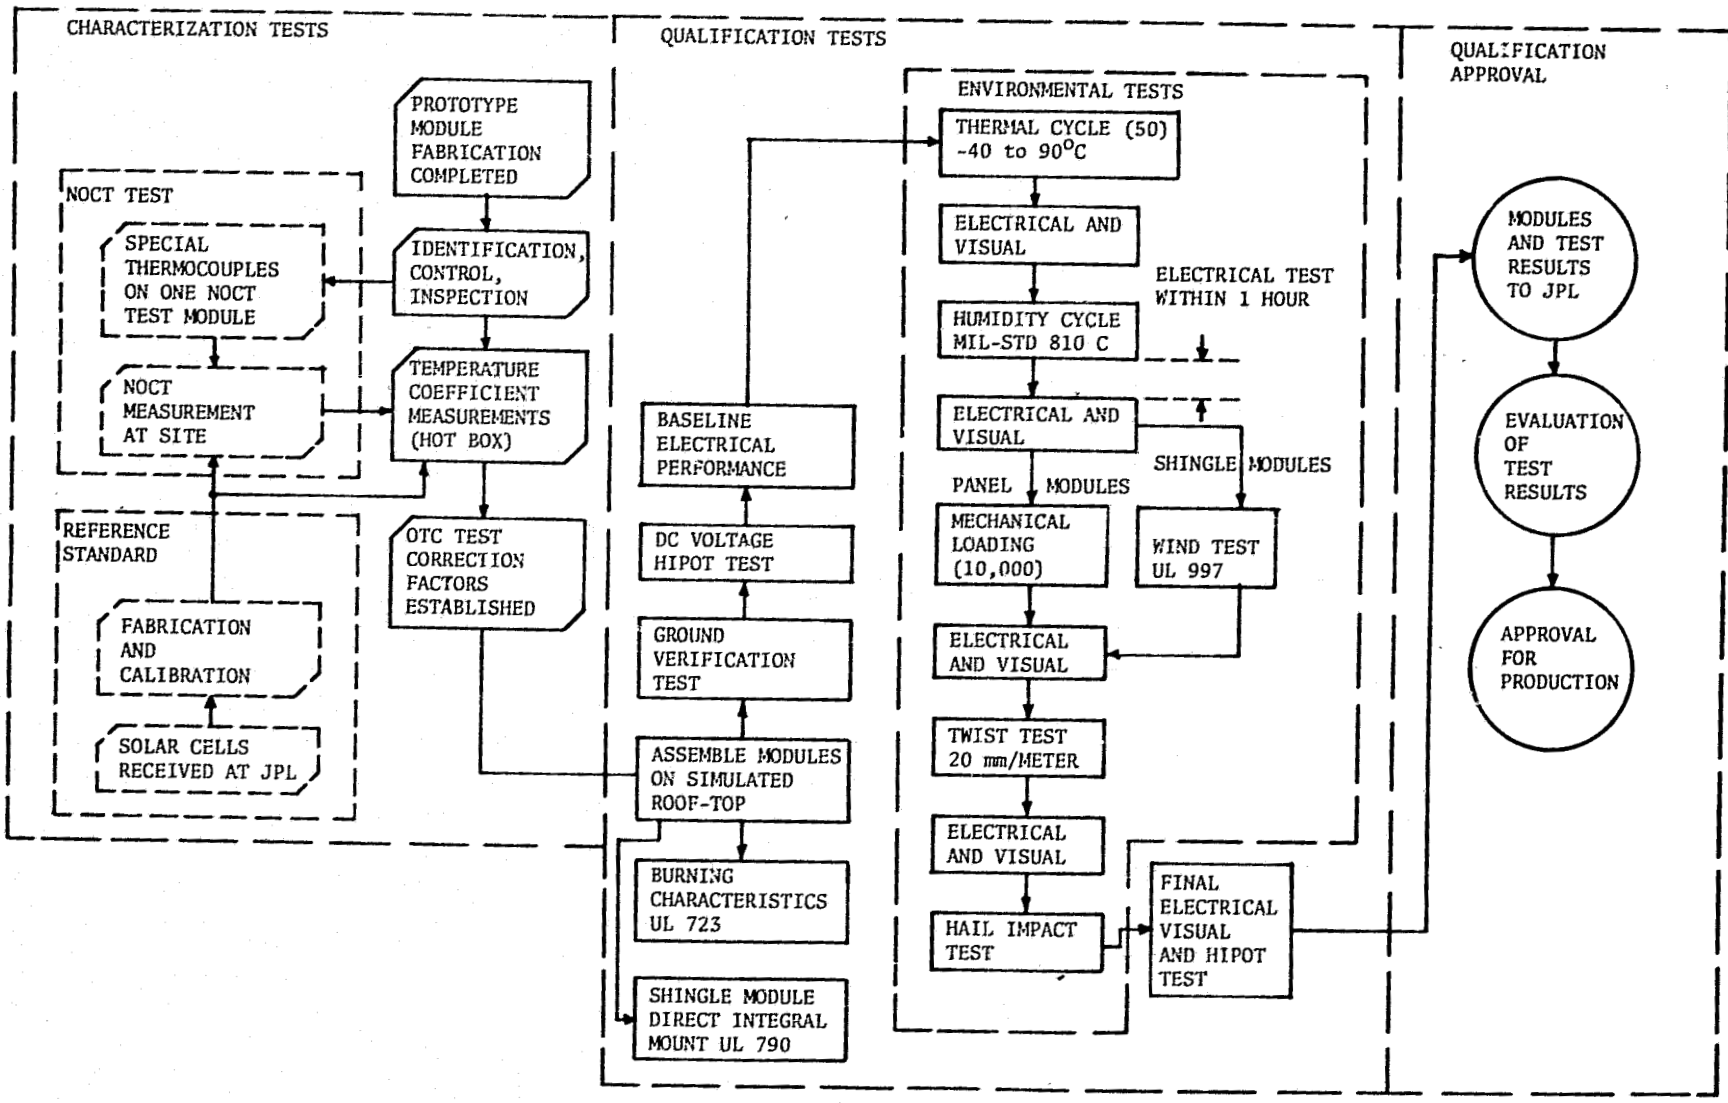 CHARACTERIZATION TESTS
PROTOTYPE
MODULE
FABRICATION
COMPLETED
NOCT TEST
SPECIAL
THERMOCOUPLES
ON ONE NOCT
TEST MODULE
IDENTIFICATION,
CONTROL,
INSPECTION
NOCT
MEASUREMENT
AT SITE
TEMPERATURE
COEFFICIENT
MEASUREMENTS
(HOT BOX)
REFERENCE
STANDARD
OTC TEST
CORRECTION
FACTORS
ESTABLISHED
FABRICATION
AND
CALIBRATION
SOLAR CELLS
RECEIVED AT JPL
QUALIFICATION TESTS
BASELINE
ELECTRICAL
PERFORMANCE
DC VOLTAGE
HIPOT TEST
GROUND
VERIFICATION
TEST
ASSEMBLE MODULES
ON SIMULATED
ROOF-TOP
BURNING
CHARACTERISTICS
UL 723
SHINGLE MODULE
DIRECT INTEGRAL
MOUNT UL 790
ENVIRONMENTAL TESTS
THERMAL CYCLE (50)
-40 to 90°C
ELECTRICAL AND
VISUAL
ELECTRICAL TEST
WITHIN 1 HOUR
HUMIDITY CYCLE
MIL-STD 810 C
ELECTRICAL AND
VISUAL
SHINGLE MODULES
PANEL MODULES
MECHANICAL
LOADING
(10,000)
WIND TEST
UL 997
ELECTRICAL
AND VISUAL
TWIST TEST
20 mm/METER
ELECTRICAL
AND VISUAL
HAIL IMPACT
TEST
FINAL
ELECTRICAL
VISUAL
AND HIPOT
TEST
QUALIFICATION
APPROVAL
MODULES
AND TEST
RESULTS
TO JPL
EVALUATION
OF
TEST
RESULTS
APPROVAL
FOR
PRODUCTION